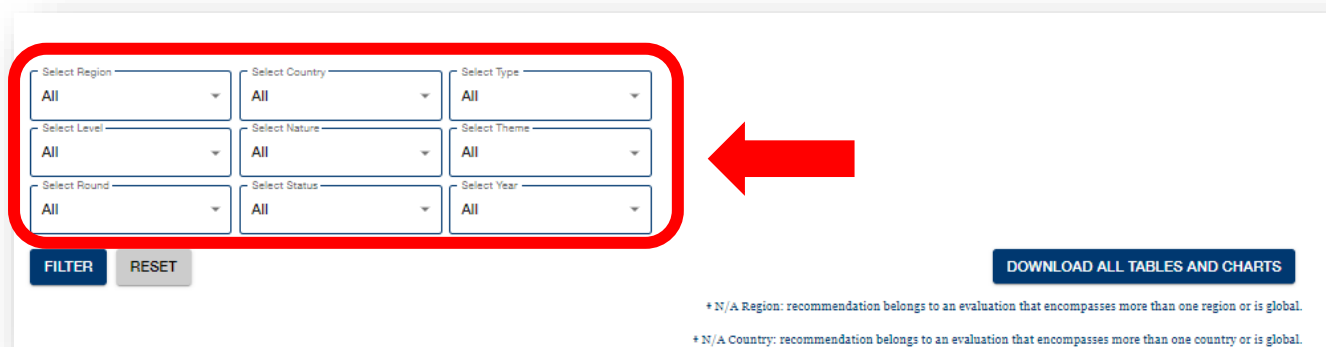 Select Region Select Country Select Type
All All All
Select Level Select Nature Select Theme
All All All
Select Round Select Status Select Year
All All All
FILTER RESET DOWNLOAD ALL TABLES AND CHARTS
+ N/A Region: recommendation belongs to an evaluation that encompasses more than one region or is global.
+ N/A Country: recommendation belongs to an evaluation that encompasses more than one country or is global.